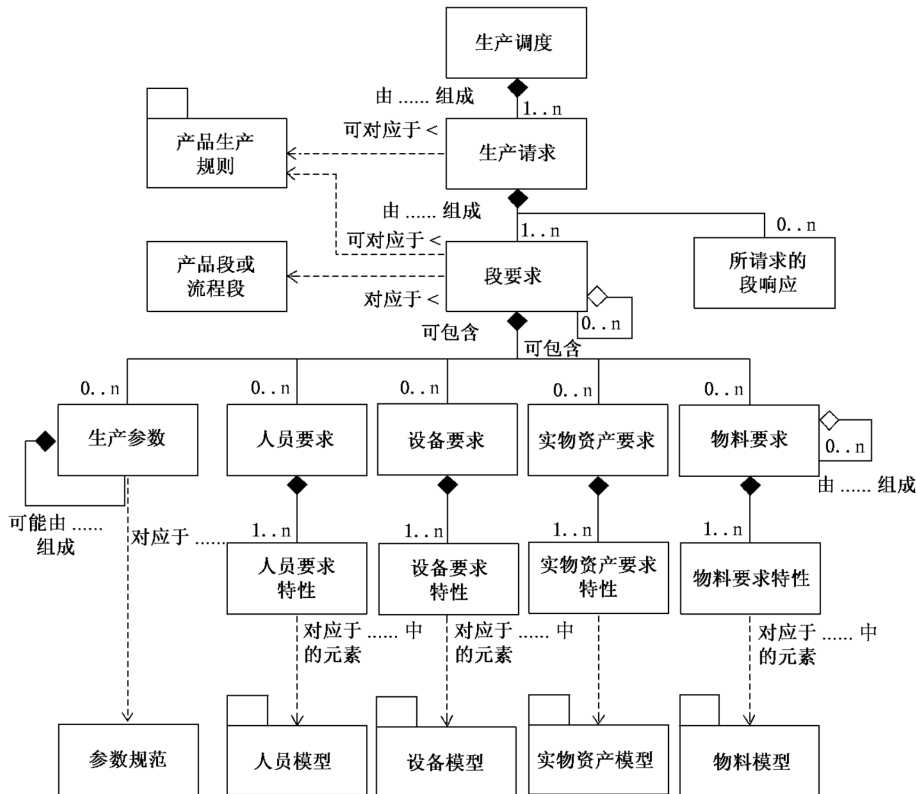 生产调度
由 ...... 组成
1..n
可对应于 <
产品生产
规则
生产请求
由 ...... 组成
1..n
0..n
可对应于 <
产品段或
流程段
段要求
所请求的
段响应
对应于 <
0..n
可包含
可包含
0..n
0..n
0..n
0..n
0..n
生产参数
人员要求
设备要求
实物资产要求
物料要求
0..n
由 ...... 组成
可能由 ......
组成
对应于 ......
1..n
1..n
1..n
1..n
人员要求
特性
设备要求
特性
实物资产要求
特性
物料要求特性
对应于 ...... 中
的元素
对应于 ...... 中
的元素
对应于 ...... 中
的元素
参数规范
人员模型
设备模型
实物资产模型
物料模型